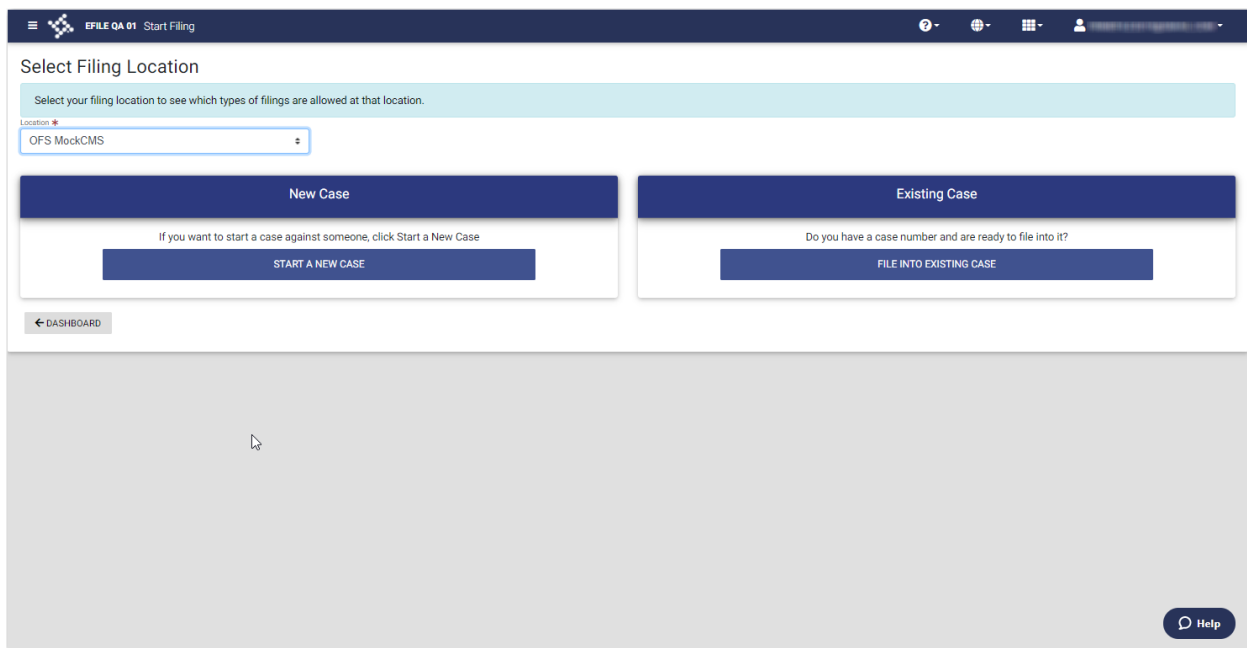 EFILE QA 01 Start Filing
Select Filing Location
Select your filing location to see which types of filings are allowed at that location.
Location *
OFS MockCMS
New Case
If you want to start a case against someone, click Start a New Case
START A NEW CASE
Existing Case
Do you have a case number and are ready to file into it?
FILE INTO EXISTING CASE
DASHBOARD
Help